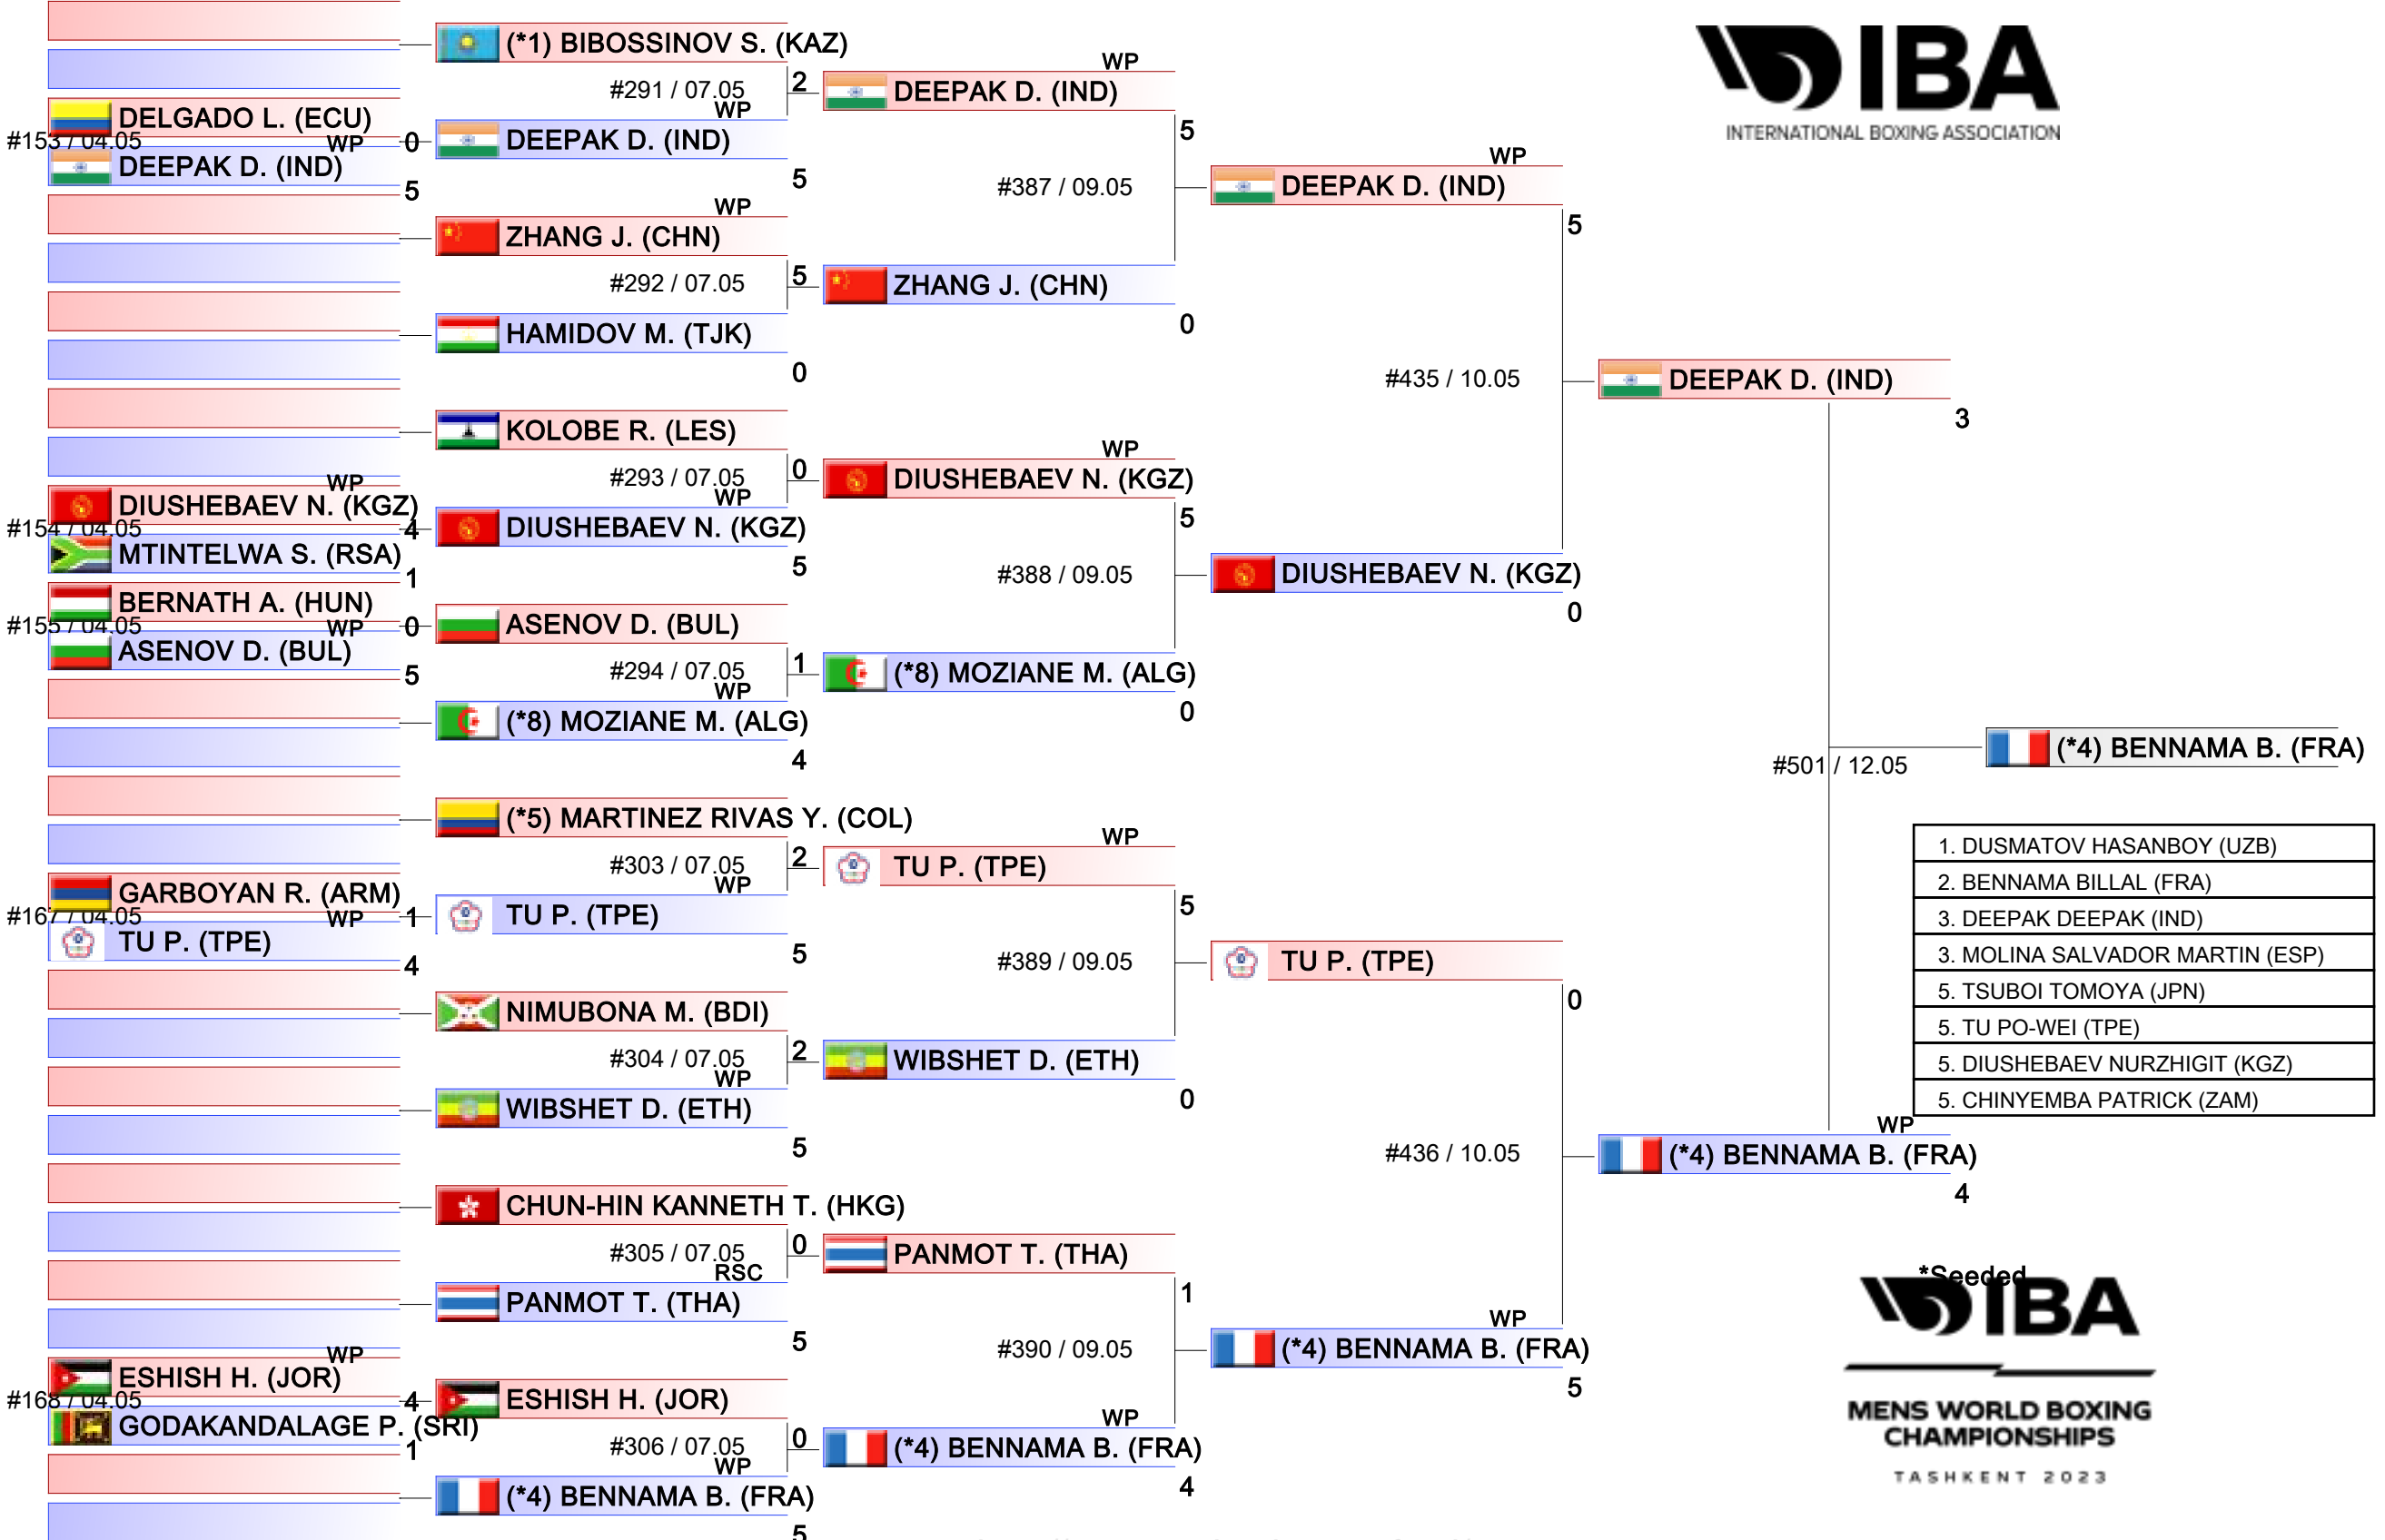 DELGADO L. (ECU)
0
#153 / 04.05
WP
DEEPAK D. (IND)
5
WP
DIUSHEBAEV N. (KGZ)
4
#154 / 04.05
MTINTELWA S. (RSA)
1
BERNATH A. (HUN)
0
#155 / 04.05
WP
ASENOV D. (BUL)
5
GARBOYAN R. (ARM)
1
#167 / 04.05
WP
TU P. (TPE)
4
WP
ESHISH H. (JOR)
4
#168 / 04.05
GODAKANDALAGE P. (SRI)
1
(*1) BIBOSSINOV S. (KAZ)
2
#291 / 07.05
WP
DEEPAK D. (IND)
5
WP
ZHANG J. (CHN)
5
#292 / 07.05
HAMIDOV M. (TJK)
0
KOLOBE R. (LES)
0
#293 / 07.05
WP
DIUSHEBAEV N. (KGZ)
5
ASENOV D. (BUL)
1
#294 / 07.05
WP
(*8) MOZIANE M. (ALG)
4
(*5) MARTINEZ RIVAS Y. (COL)
2
#303 / 07.05
WP
TU P. (TPE)
5
NIMUBONA M. (BDI)
2
#304 / 07.05
WP
WIBSHET D. (ETH)
5
CHUN-HIN KANNETH T. (HKG)
0
#305 / 07.05
RSC
PANMOT T. (THA)
5
ESHISH H. (JOR)
0
#306 / 07.05
WP
(*4) BENNAMA B. (FRA)
5
WP
DEEPAK D. (IND)
5
#387 / 09.05
ZHANG J. (CHN)
0
WP
DIUSHEBAEV N. (KGZ)
5
#388 / 09.05
(*8) MOZIANE M. (ALG)
0
WP
TU P. (TPE)
5
#389 / 09.05
WIBSHET D. (ETH)
0
PANMOT T. (THA)
1
#390 / 09.05
WP
(*4) BENNAMA B. (FRA)
4
WP
DEEPAK D. (IND)
5
#435 / 10.05
DIUSHEBAEV N. (KGZ)
0
TU P. (TPE)
0
#436 / 10.05
WP
(*4) BENNAMA B. (FRA)
5
DEEPAK D. (IND)
3
#501 / 12.05
WP
(*4) BENNAMA B. (FRA)
4
(*4) BENNAMA B. (FRA)
IBA
INTERNATIONAL BOXING ASSOCIATION
1. DUSMATOV HASANBOY (UZB)
2. BENNAMA BILLAL (FRA)
3. DEEPAK DEEPAK (IND)
3. MOLINA SALVADOR MARTIN (ESP)
5. TSUBOI TOMOYA (JPN)
5. TU PO-WEI (TPE)
5. DIUSHEBAEV NURZHIGIT (KGZ)
5. CHINYEMBA PATRICK (ZAM)
*Seeded
IBA
MENS WORLD BOXING
CHAMPIONSHIPS
TASHKENT 2023